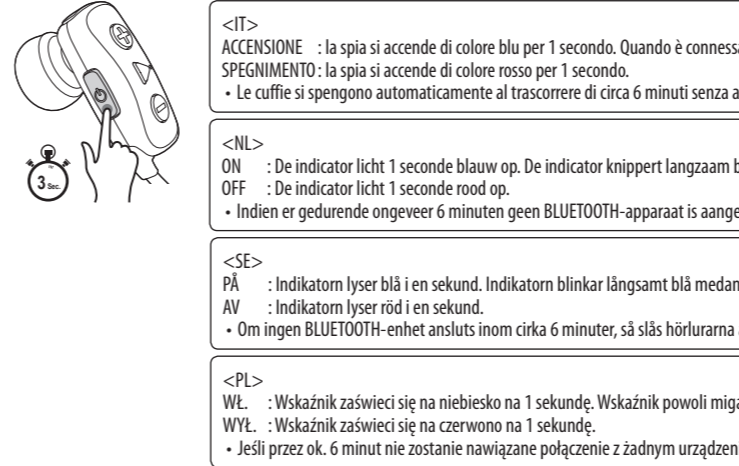 3 Sec.
<IT>
ACCENSIONE : la spia si accende di colore blu per 1 secondo. Quando è connessa
SPEGNIMENTO : la spia si accende di colore rosso per 1 secondo.
• Le cuffie si spengono automaticamente al trascorrere di circa 6 minuti senza a
<NL>
ON : De indicator licht 1 seconde blauw op. De indicator knippert langzaam b
OFF : De indicator licht 1 seconde rood op.
• Indien er gedurende ongeveer 6 minuten geen BLUETOOTH-apparaat is aange
<SE>
PÅ : Indikatorn lyser blå i en sekund. Indikatorn blinkar långsamt blå medan
AV : Indikatorn lyser röd i en sekund.
• Om ingen BLUETOOTH-enhet ansluts inom cirka 6 minuter, så slås hörlurarna
<PL>
WŁ. : Wskaźnik zaświeci się na niebiesko na 1 sekundę. Wskaźnik powoli miga
WYŁ. : Wskaźnik zaświeci się na czerwono na 1 sekundę.
• Jeśli przez ok. 6 minut nie zostanie nawiązane połączenie z żadnym urządzeni